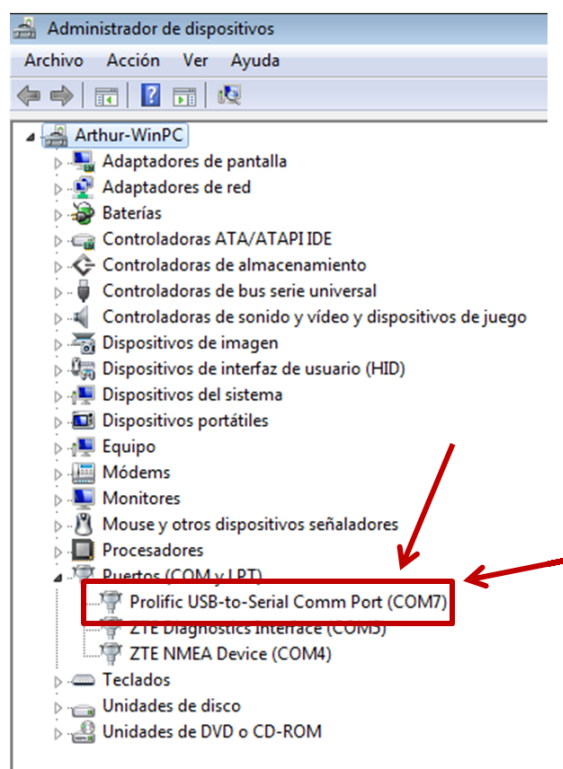 Administrador de dispositivos
Archivo Acción Ver Ayuda
Arthur-WinPC
Adaptadores de pantalla
Adaptadores de red
Baterías
Controladoras ATA/ATAPI IDE
Controladoras de almacenamiento
Controladoras de bus serie universal
Controladoras de sonido y vídeo y dispositivos de juego
Dispositivos de imagen
Dispositivos de interfaz de usuario (HID)
Dispositivos del sistema
Dispositivos portátiles
Equipo
Módems
Monitores
Mouse y otros dispositivos señaladores
Procesadores
Puertos (COM y LPT)
Prolific USB-to-Serial Comm Port (COM7)
ZTE Diagnostics Interface (COM5)
ZTE NMEA Device (COM4)
Teclados
Unidades de disco
Unidades de DVD o CD-ROM